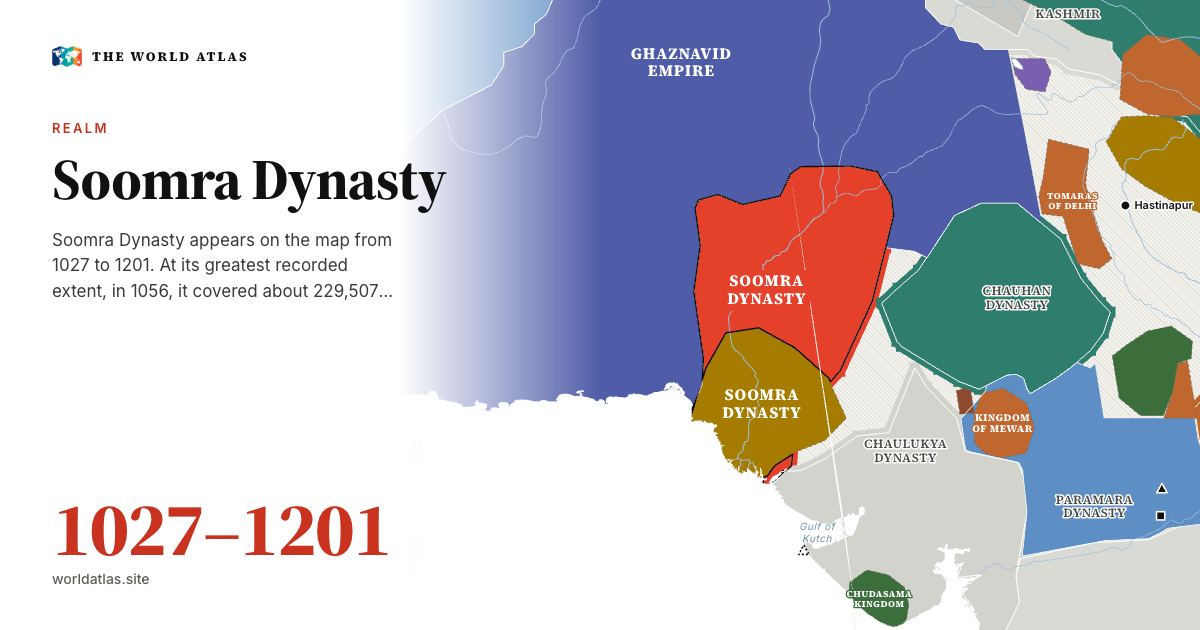 THE WORLD ATLAS
REALM
Soomra Dynasty
Soomra Dynasty appears on the map from
1027 to 1201. At its greatest recorded
extent, in 1056, it covered about 229,507...
1027–1201
worldatlas.site
KASHMIR
GHAZNAVID
EMPIRE
TOMARAS
OF DELHI
Hastinapur
SOOMRA
DYNASTY
CHAUHAN
DYNASTY
SOOMRA
DYNASTY
KINGDOM
OF MEWAR
CHAULUKYA
DYNASTY
PARAMARA
DYNASTY
Gulf of
Kutch
CHUDASAMA
KINGDOM